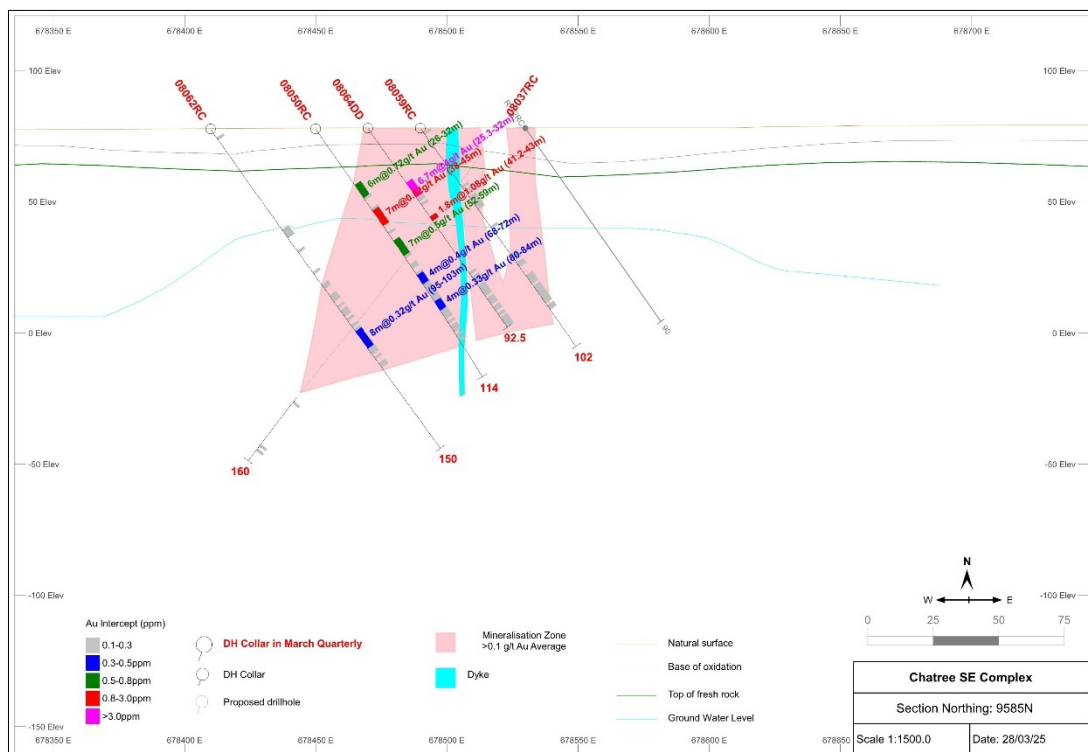 678350 E 678400 E 678450 E 678500 E 678550 E 678600 E 678650 E 678700 E
08062RC
08050RC
08064DD
08059RC
08037RC
100 Elev 100 Elev
6m@0.72g/t Au (26-32m)
g/t Au (25.3-32m)
1.8m@1.08g/t Au (41.2-43m)
7m@0.5g/t Au (52-59m)
50 Elev 50 Elev
4m@0.4g/t Au (68-72m)
4m@0.33g/t Au (80-84m)
8m@0.32g/t Au (95-103m)
0 Elev 0 Elev
90
92.5
102
114
150
160
-50 Elev -50 Elev
-100 Elev -100 Elev
-150 Elev -150 Elev
Au Intercept (ppm)
0.1-0.3
0.3-0.5ppm
0.5-0.8ppm
0.8-3.0ppm
>3.0ppm
DH Collar in March Quarterly
DH Collar
Proposed drillhole
Mineralisation Zone
>0.1 g/t Au Average
Dyke
Natural surface
Base of oxidation
Top of fresh rock
Ground Water Level
N
W E
0 25 50 75
Chatree SE Complex
Section Northing: 9585N
Scale 1:1500.0 Date: 28/03/25
678350 E 678400 E 678450 E 678500 E 678550 E 678600 E 678650 E 678700 E